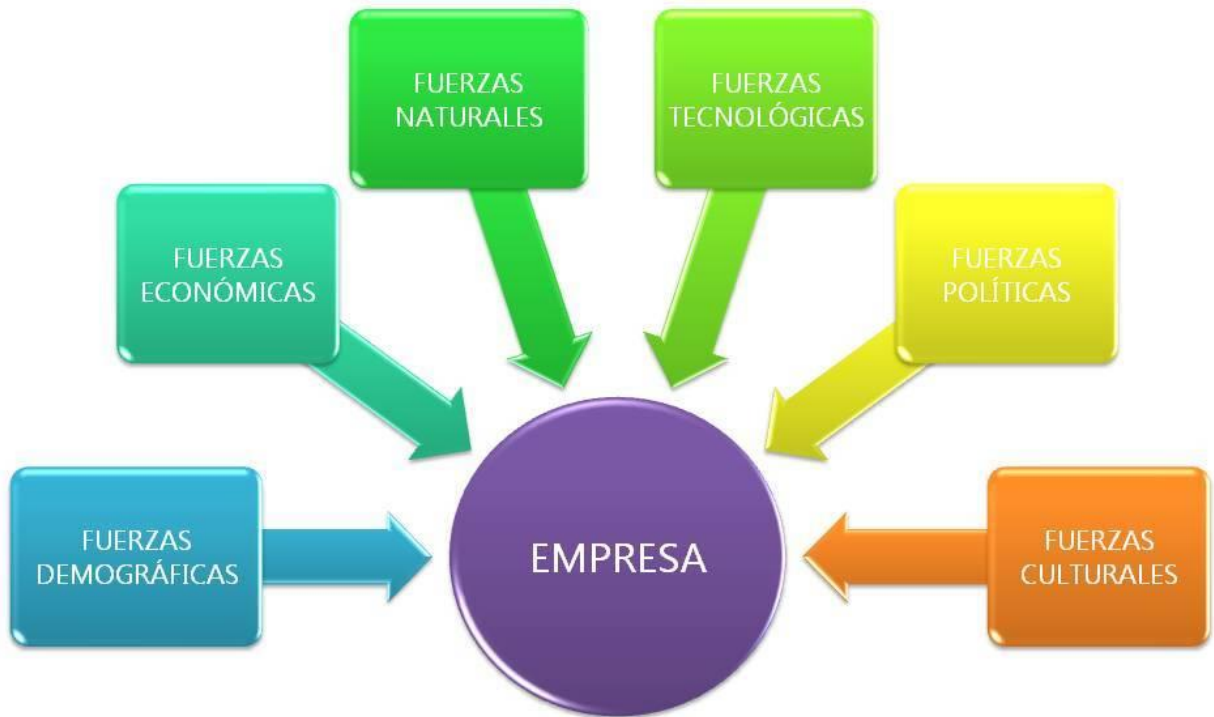 FUERZAS
NATURALES
FUERZAS
TECNOLÓGICAS
FUERZAS
ECONÓMICAS
FUERZAS
POLÍTICAS
FUERZAS
DEMOGRÁFICAS
EMPRESA
FUERZAS
CULTURALES